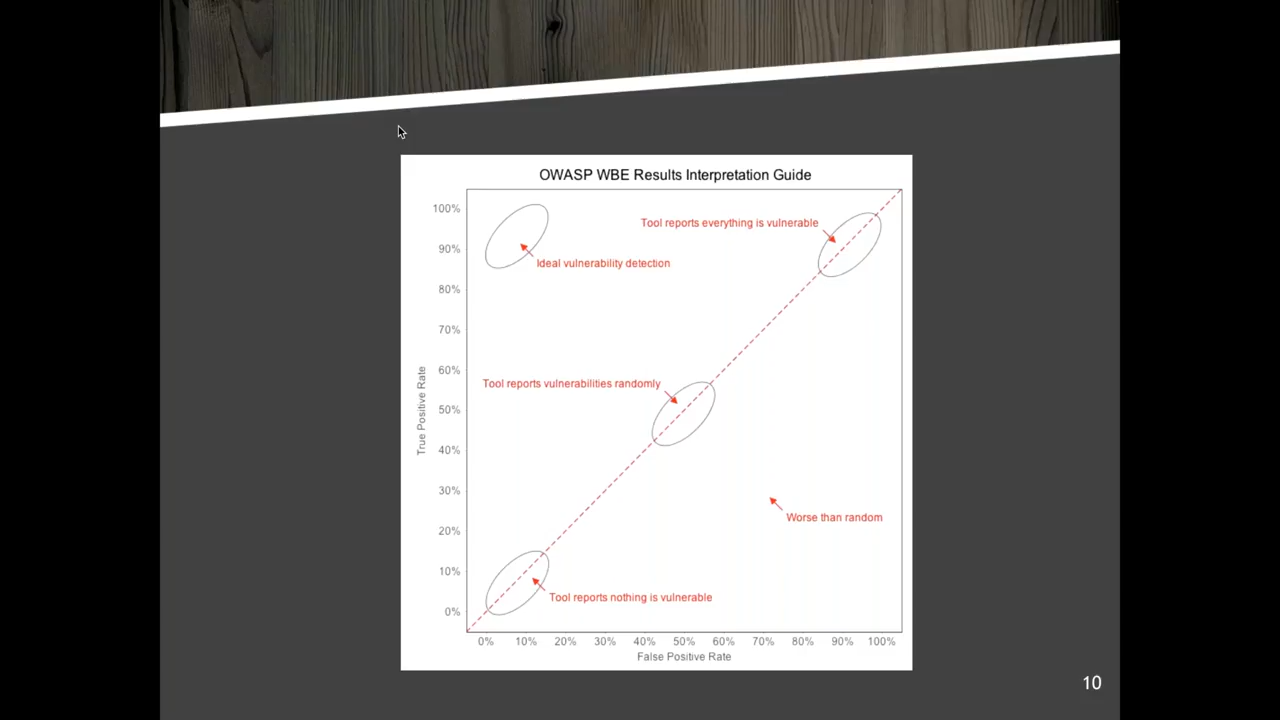 OWASP WBE Results Interpretation Guide
100%
Tool reports everything is vulnerable
90%
Ideal vulnerability detection
80%
70%
60%
Tool reports vulnerabilities randomly
50%
40%
30%
Worse than random
20%
10%
Tool reports nothing is vulnerable
0%
True Positive Rate
0% 10% 20% 30% 40% 50% 60% 70% 80% 90% 100%
False Positive Rate
10